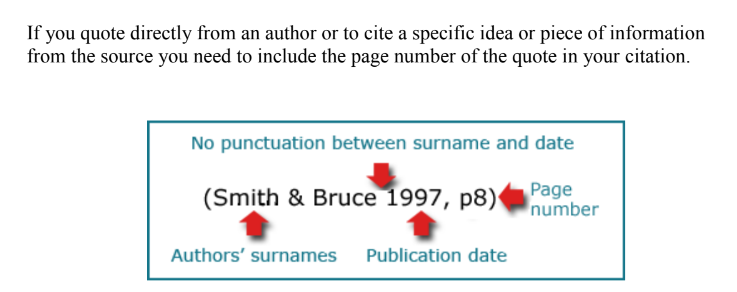 If you quote directly from an author or to cite a specific idea or piece of information
from the source you need to include the page number of the quote in your citation.
No punctuation between surname and date
(Smith & Bruce 1997, p8)
Page
number
Authors' surnames
Publication date